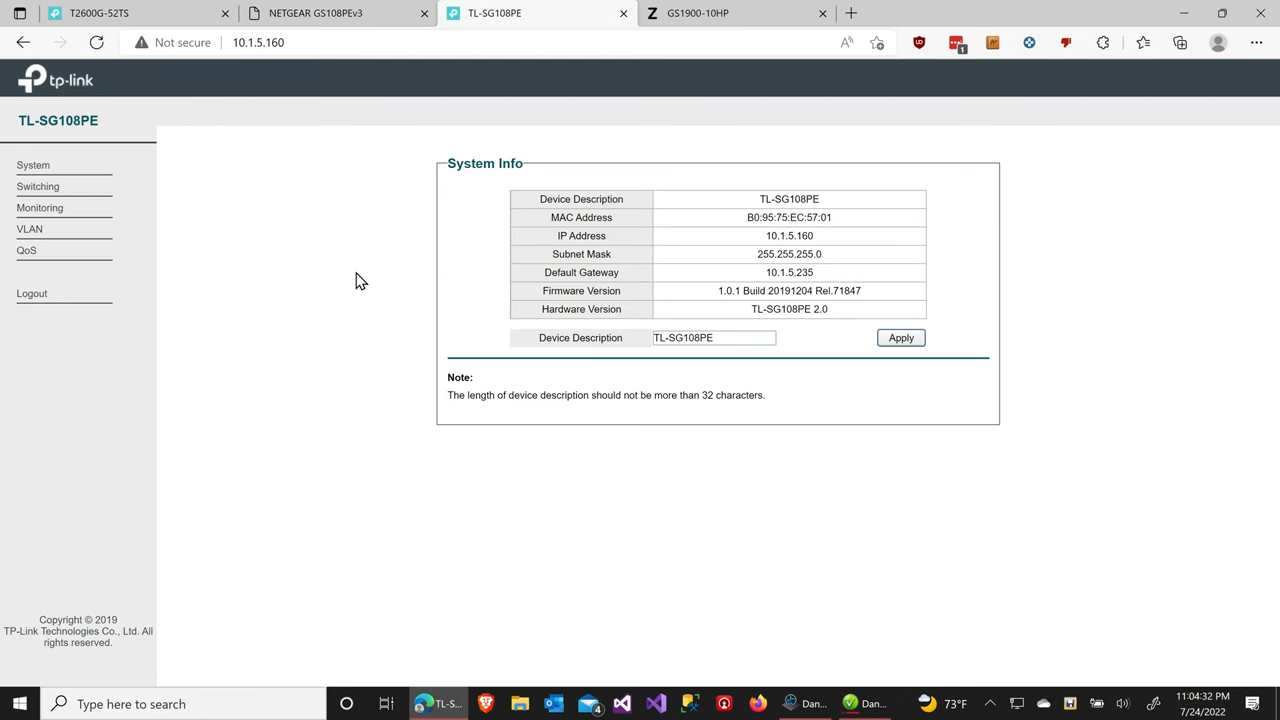 T2600G-52TS
NETGEAR GS108PEv3
TL-SG108PE
Z GS1900-10HP
Not secure 10.1.5.160
1
tp-link
TL-SG108PE
System
Switching
Monitoring
VLAN
QoS
Logout
System Info
Device Description TL-SG108PE
MAC Address B0:95:75:EC:57:01
IP Address 10.1.5.160
Subnet Mask 255.255.255.0
Default Gateway 10.1.5.235
Firmware Version 1.0.1 Build 20191204 Rel.71847
Hardware Version TL-SG108PE 2.0
Device Description TL-SG108PE Apply
Note:
The length of device description should not be more than 32 characters.
Copyright © 2019
TP-Link Technologies Co., Ltd. All
rights reserved.
Type here to search
TL-S...
4
Dan...
Dan...
73°F
11:04:32 PM
7/24/2022